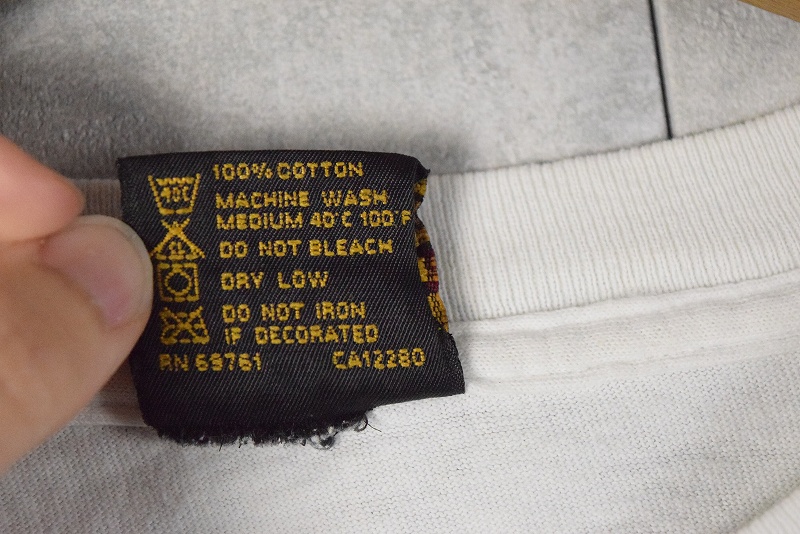 100% COTTON
40C
MACHINE WASH
MEDIUM 40°C 100°F
DO NOT BLEACH
DRY LOW
DO NOT IRON
IF DECORATED
RN 69761 CA12280